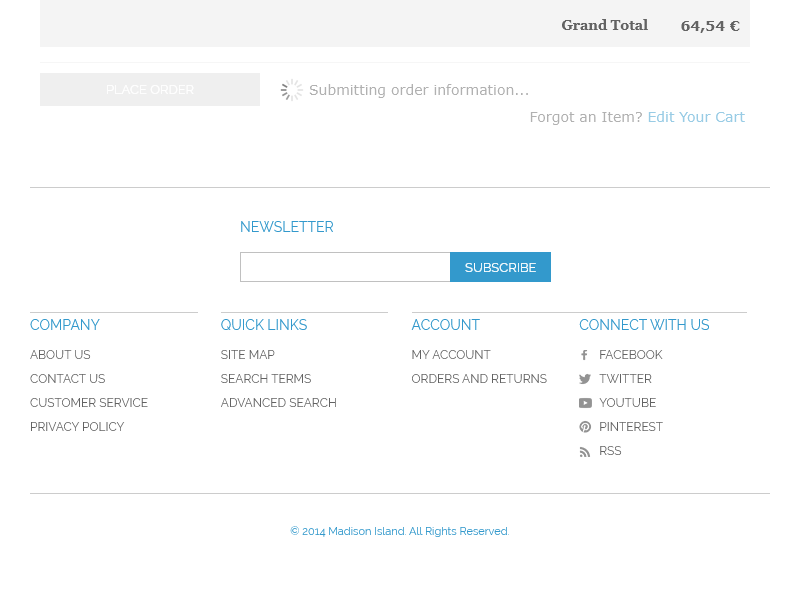 Grand Total 64,54 €
PLACE ORDER Submitting order information...
Forgot an Item? Edit Your Cart
NEWSLETTER
SUBSCRIBE
COMPANY
ABOUT US
CONTACT US
CUSTOMER SERVICE
PRIVACY POLICY
QUICK LINKS
SITE MAP
SEARCH TERMS
ADVANCED SEARCH
ACCOUNT
MY ACCOUNT
ORDERS AND RETURNS
CONNECT WITH US
FACEBOOK
TWITTER
YOUTUBE
PINTEREST
RSS
© 2014 Madison Island. All Rights Reserved.